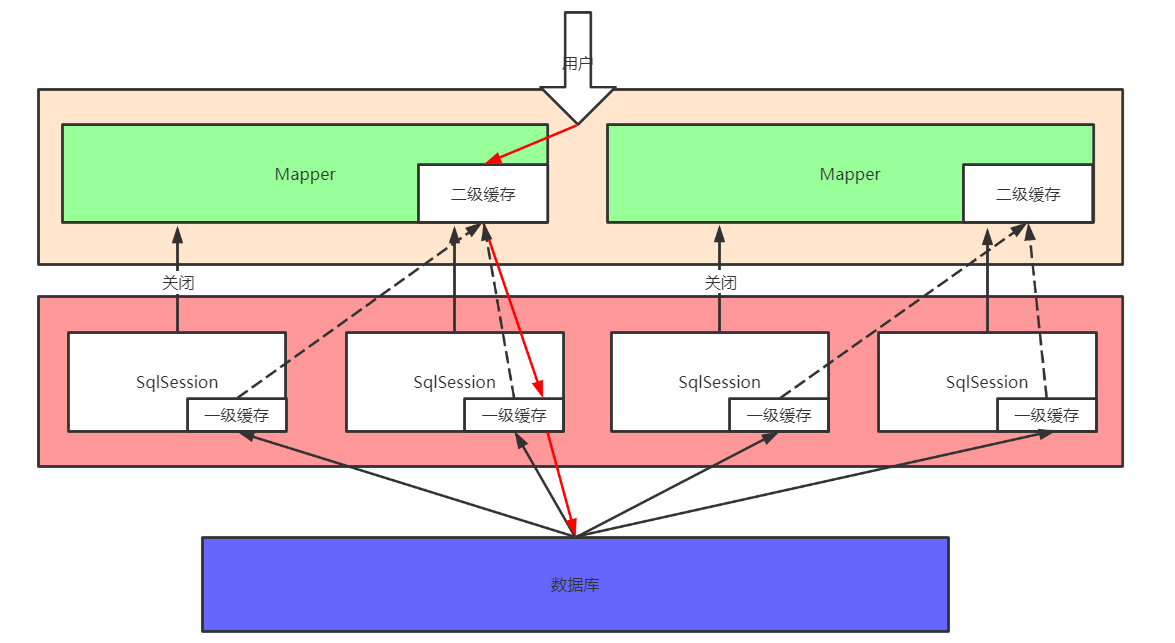 用户
Mapper
二级缓存
Mapper
二级缓存
关闭
关闭
SqlSession
一级缓存
SqlSession
一级缓存
SqlSession
一级缓存
SqlSession
一级缓存
数据库